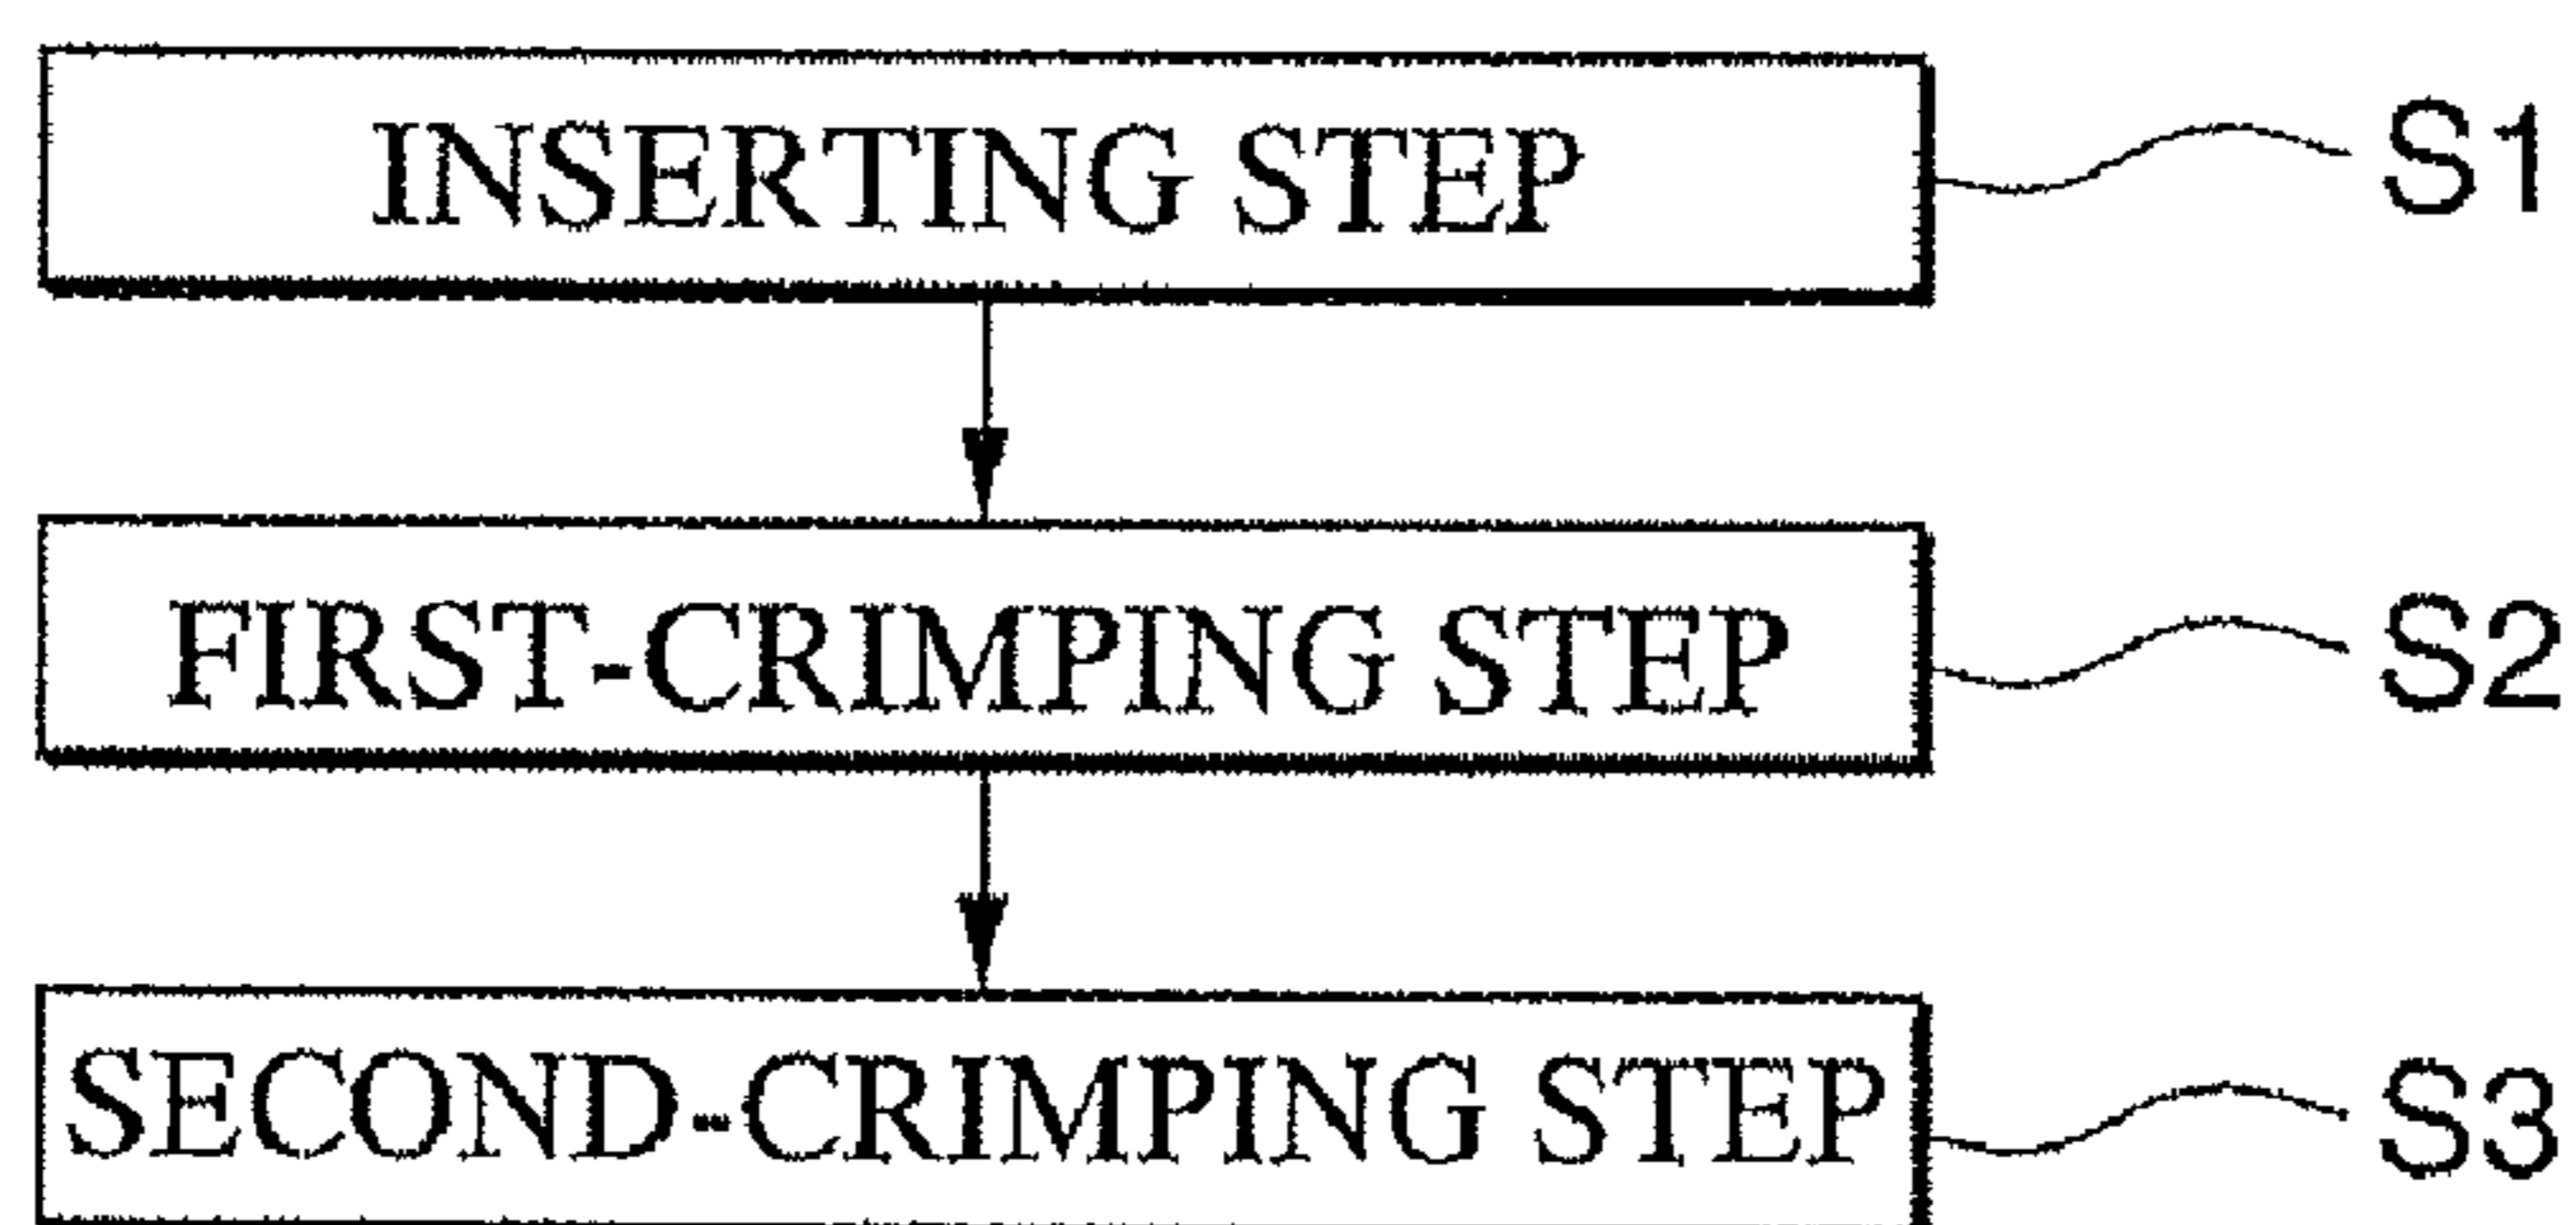 INSERTING STEP S1
FIRST-CRIMPING STEP S2
SECOND-CRIMPING STEP S3